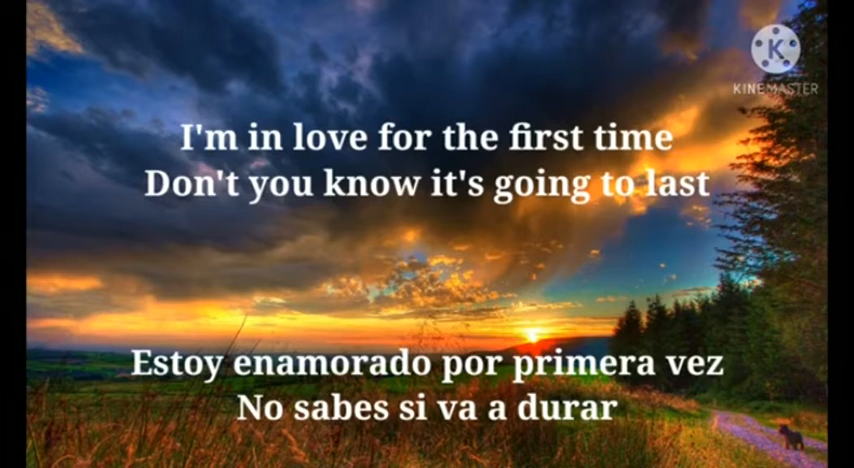 KINEMASTER
I'm in love for the first time
Don't you know it's going to last
Estoy enamorado por primera vez
No sabes si va a durar